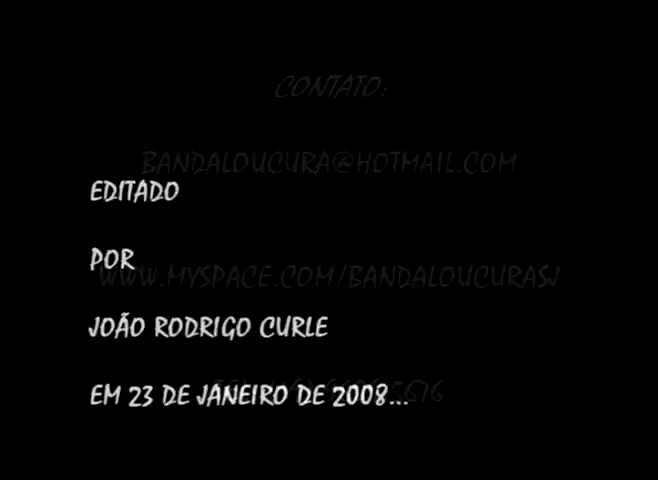 CONTATO:
BANDALOUCURA@HOTMAIL.COM
EDITADO
POR
WWW.MYSPACE.COM/BANDALOUCURASJ
JOÃO RODRIGO CURLE
EM 23 DE JANEIRO DE 2008...